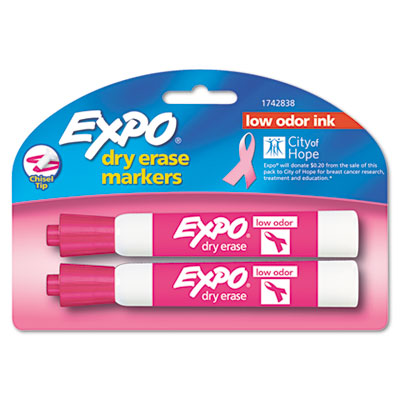 1742838
low odor ink
EXPO®
dry erase
markers
Chisel
Tip
City of
Hope
Expo® will donate $0.20 from the sale of this
pack to City of Hope for breast cancer research,
treatment and education.*
EXPO®
dry erase
low odor
EXPO®
dry erase
low odor